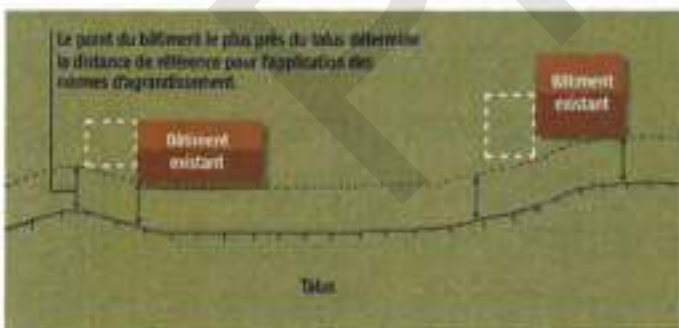 Le point du bâtiment le plus près du talus détermine
la distance de référence pour l'application des
normes d'agrandissement.
Bâtiment
existant
Bâtiment
existant
Talus